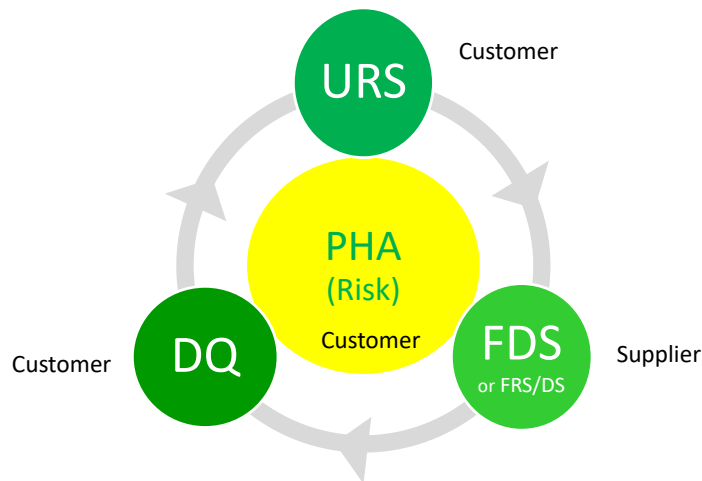 URS
Customer
PHA
(Risk)
Customer
DQ
Customer
FDS
or FRS/DS
Supplier